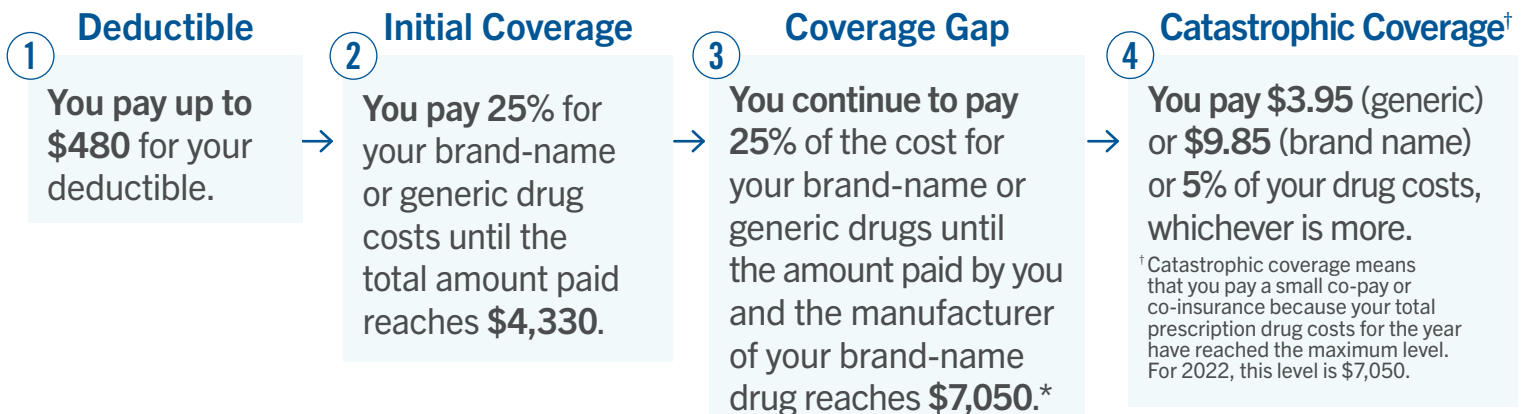 Deductible
1
You pay up to
$480 for your
deductible.
Initial Coverage
2
You pay 25% for
your brand-name
or generic drug
costs until the
total amount paid
reaches $4,330.
Coverage Gap
3
You continue to pay
25% of the cost for
your brand-name or
generic drugs until
the amount paid by you
and the manufacturer
of your brand-name
drug reaches $7,050.*
Catastrophic Coverage†
4
You pay $3.95 (generic)
or $9.85 (brand name)
or 5% of your drug costs,
whichever is more.
† Catastrophic coverage means
that you pay a small co-pay or
co-insurance because your total
prescription drug costs for the year
have reached the maximum level.
For 2022, this level is $7,050.